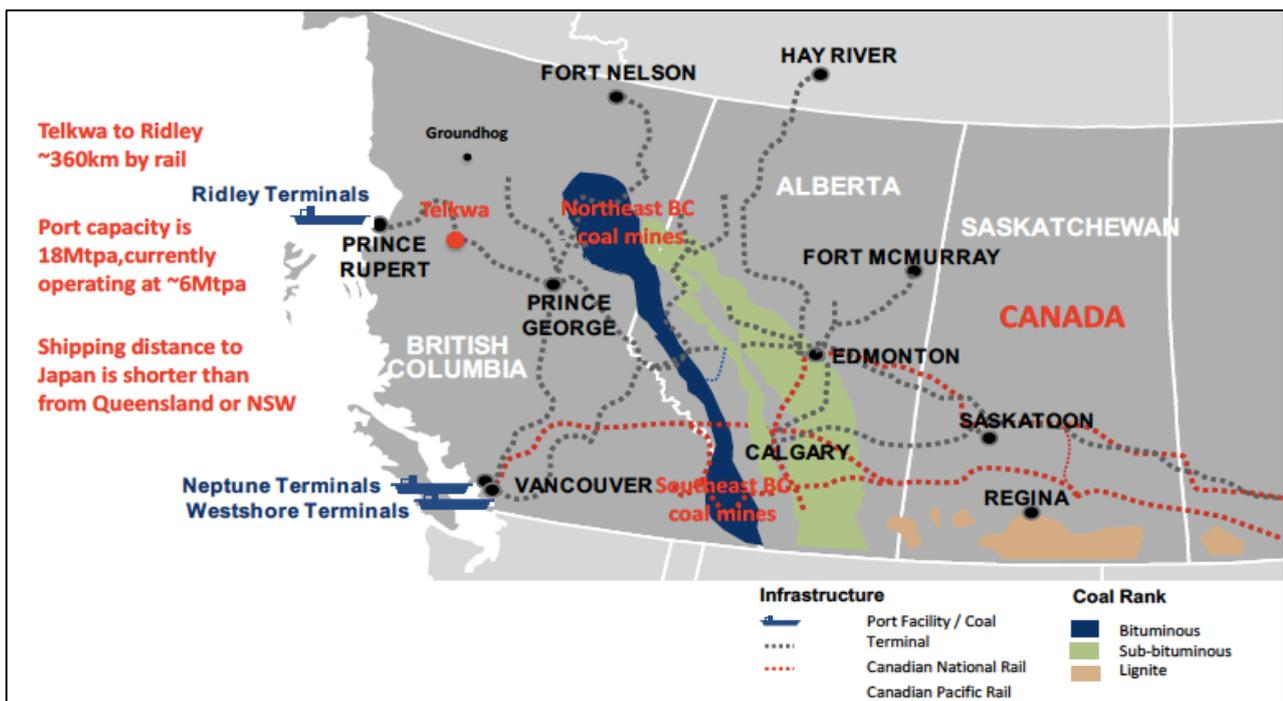 HAY RIVER
FORT NELSON
Telkwa to Ridley
~360km by rail
Groundhog
ALBERTA
Ridley Terminals
Telkwa
Northeast BC
coal mines
SASKATCHEWAN
Port capacity is
18Mtpa,currently
operating at ~6Mtpa
PRINCE
RUPERT
FORT MCMURRAY
PRINCE
GEORGE
CANADA
Shipping distance to
Japan is shorter than
from Queensland or NSW
BRITISH
COLUMBIA
EDMONTON
SASKATOON
CALGARY
Neptune Terminals
Westshore Terminals
VANCOUVER
Southeast BC
coal mines
REGINA
Infrastructure
Port Facility / Coal
Terminal
Canadian National Rail
Canadian Pacific Rail
Coal Rank
Bituminous
Sub-bituminous
Lignite